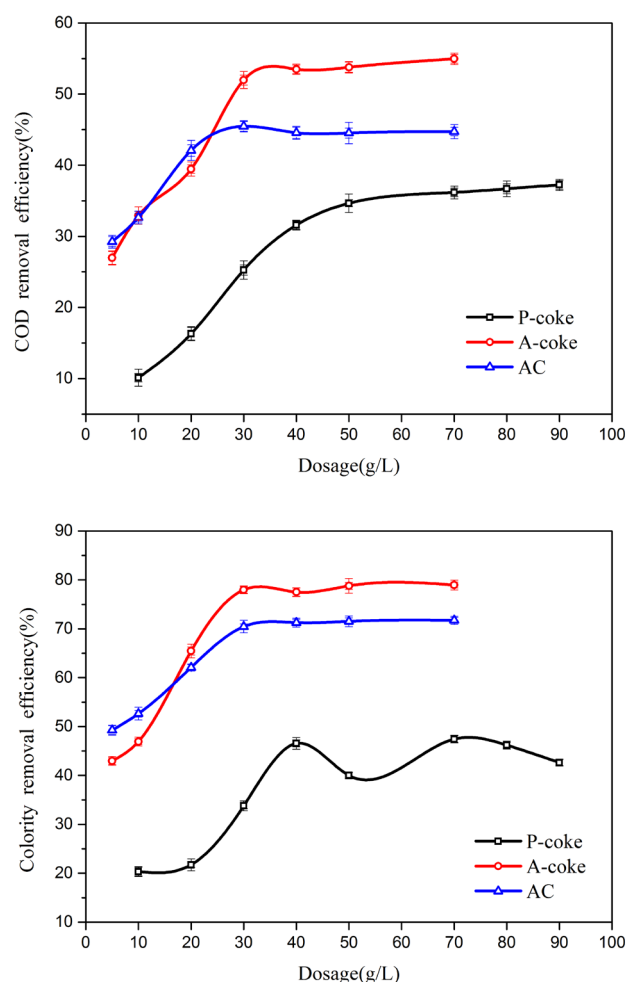 60
50
40
30
20
10
COD removal efficiency(%)
P-coke
A-coke
AC
0 10 20 30 40 50 60 70 80 90 100
Dosage(g/L)
90
80
70
60
50
40
30
20
10
Colority removal efficiency(%)
P-coke
A-coke
AC
0 10 20 30 40 50 60 70 80 90 100
Dosage(g/L)